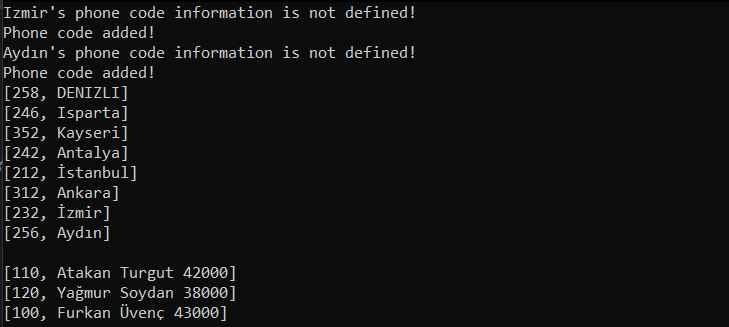 Izmir's phone code information is not defined!
Phone code added!
Aydın's phone code information is not defined!
Phone code added!
[258, DENIZLI]
[246, Isparta]
[352, Kayseri]
[242, Antalya]
[212, İstanbul]
[312, Ankara]
[232, İzmir]
[256, Aydın]
[110, Atakan Turgut 42000]
[120, Yağmur Soydan 38000]
[100, Furkan Üvenç 43000]